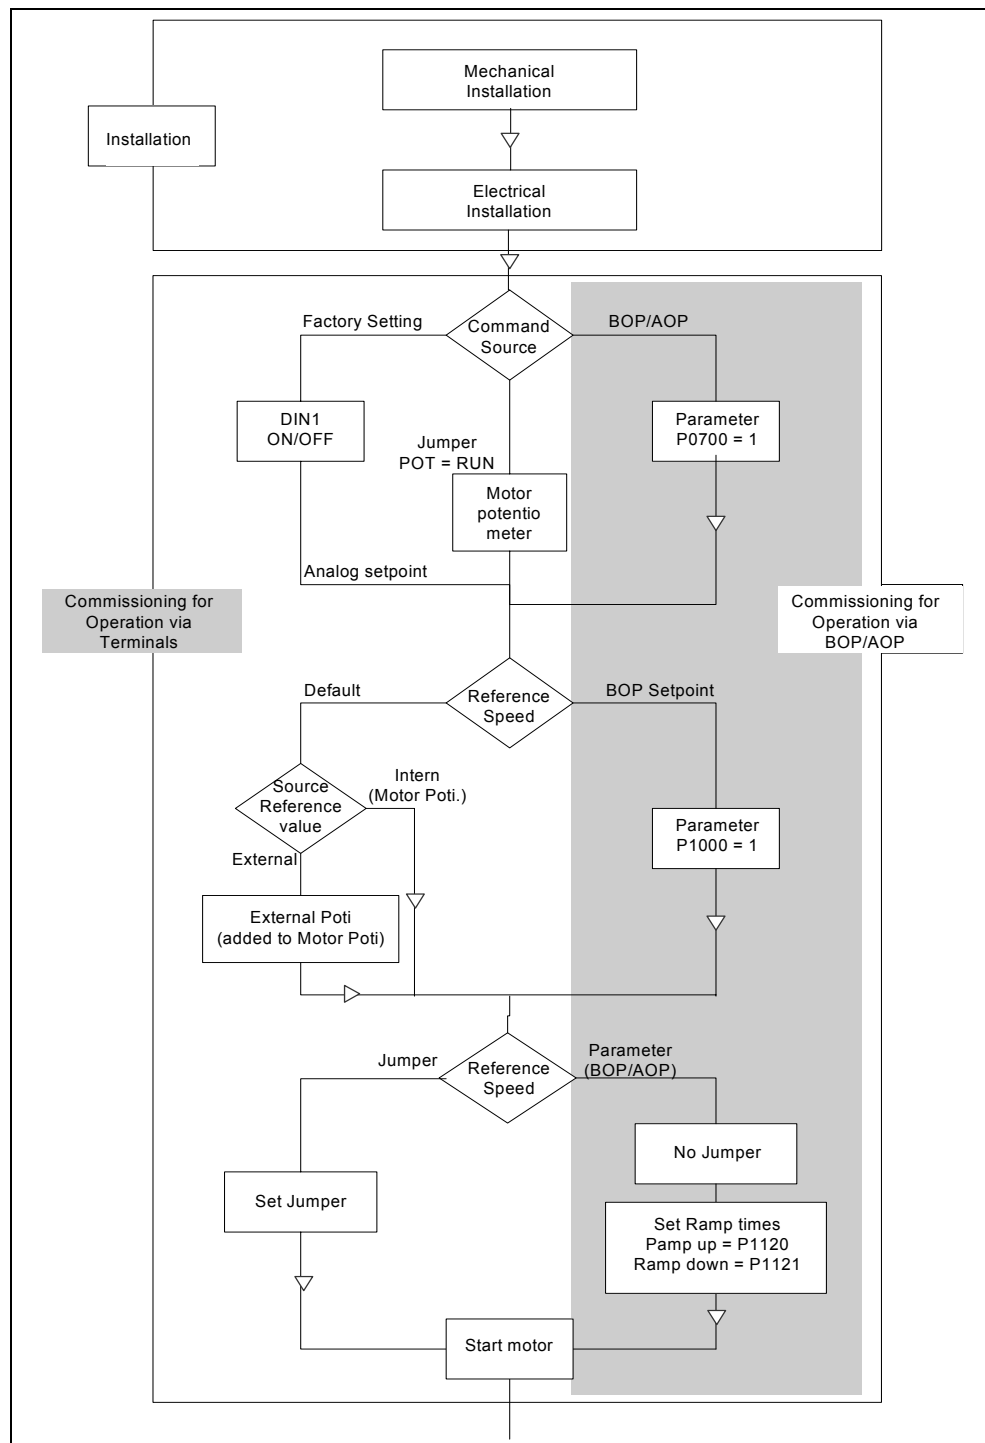 Mechanical
Installation
Installation
Electrical
Installation
Factory Setting
Command
Source
BOP/AOP
DIN1
ON/OFF
Jumper
POT = RUN
Parameter
P0700 = 1
Motor
potentio
meter
Analog setpoint
Commissioning for
Operation via
Terminals
Commissioning for
Operation via
BOP/AOP
Default
Reference
Speed
BOP Setpoint
Source
Reference
value
Intern
(Motor Poti.)
Parameter
P1000 = 1
External
External Poti
(added to Motor Poti)
Jumper
Reference
Speed
Parameter
(BOP/AOP)
No Jumper
Set Jumper
Set Ramp times
Pamp up = P1120
Ramp down = P1121
Start motor